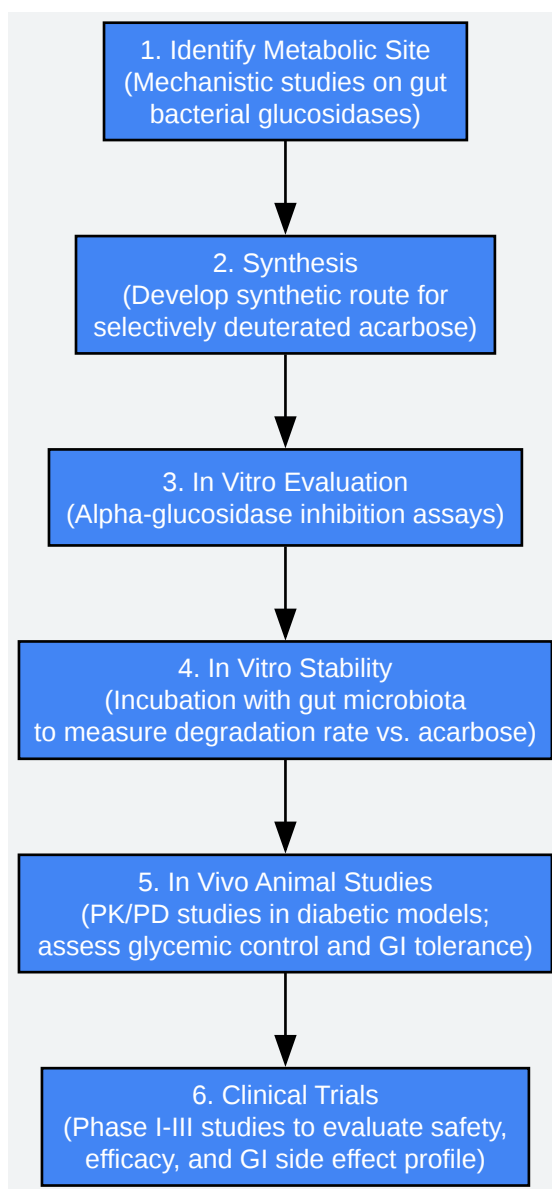 1. Identify Metabolic Site
(Mechanistic studies on gut
bacterial glucosidases)
2. Synthesis
(Develop synthetic route for
selectively deuterated acarbose)
3. In Vitro Evaluation
(Alpha-glucosidase inhibition assays)
4. In Vitro Stability
(Incubation with gut microbiota
to measure degradation rate vs. acarbose)
5. In Vivo Animal Studies
(PK/PD studies in diabetic models;
assess glycemic control and GI tolerance)
6. Clinical Trials
(Phase I-III studies to evaluate safety,
efficacy, and GI side effect profile)